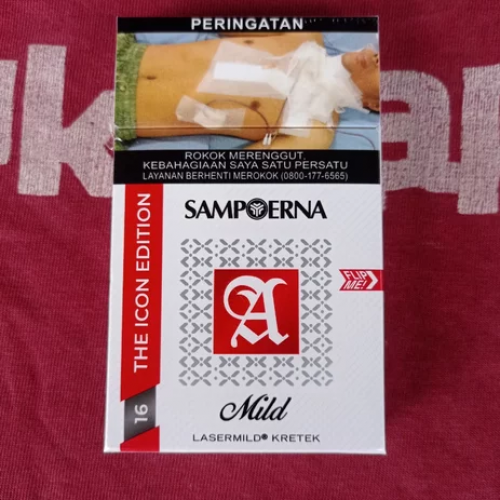 PERINGATAN
ROKOK MERENGGUT
KEBAHAGIAAN SAYA SATU PERSATU
LAYANAN BERHENTI MEROKOK (0800-177-6565)
SAMPOERNA
THE ICON EDITION
16
FLIP
ME!
A
Mild
LASERMILD® KRETEK